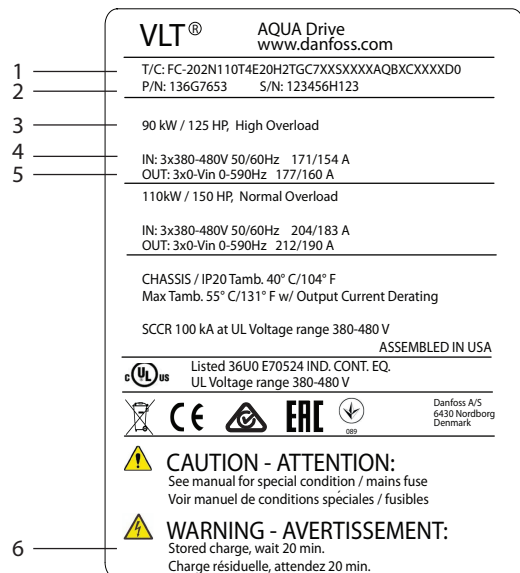 VLT® AQUA Drive
www.danfoss.com
1 T/C: FC-202N110T4E20H2TGC7XXSXXXXAQBXCXXXXD0
2 P/N: 136G7653 S/N: 123456H123
3 90 kW / 125 HP, High Overload
4 IN: 3x380-480V 50/60Hz 171/154 A
5 OUT: 3x0-Vin 0-590Hz 177/160 A
110kW / 150 HP, Normal Overload
IN: 3x380-480V 50/60Hz 204/183 A
OUT: 3x0-Vin 0-590Hz 212/190 A
CHASSIS / IP20 Tamb. 40° C/104° F
Max Tamb. 55° C/131° F w/ Output Current Derating
SCCR 100 kA at UL Voltage range 380-480 V
ASSEMBLED IN USA
c UL us Listed 36U0 E70524 IND. CONT. EQ.
UL Voltage range 380-480 V
CE EAC 089
Danfoss A/S
6430 Nordborg
Denmark
CAUTION - ATTENTION:
See manual for special condition / mains fuse
Voir manuel de conditions spéciales / fusibles
WARNING - AVERTISSEMENT:
6 Stored charge, wait 20 min.
Charge résiduelle, attendez 20 min.